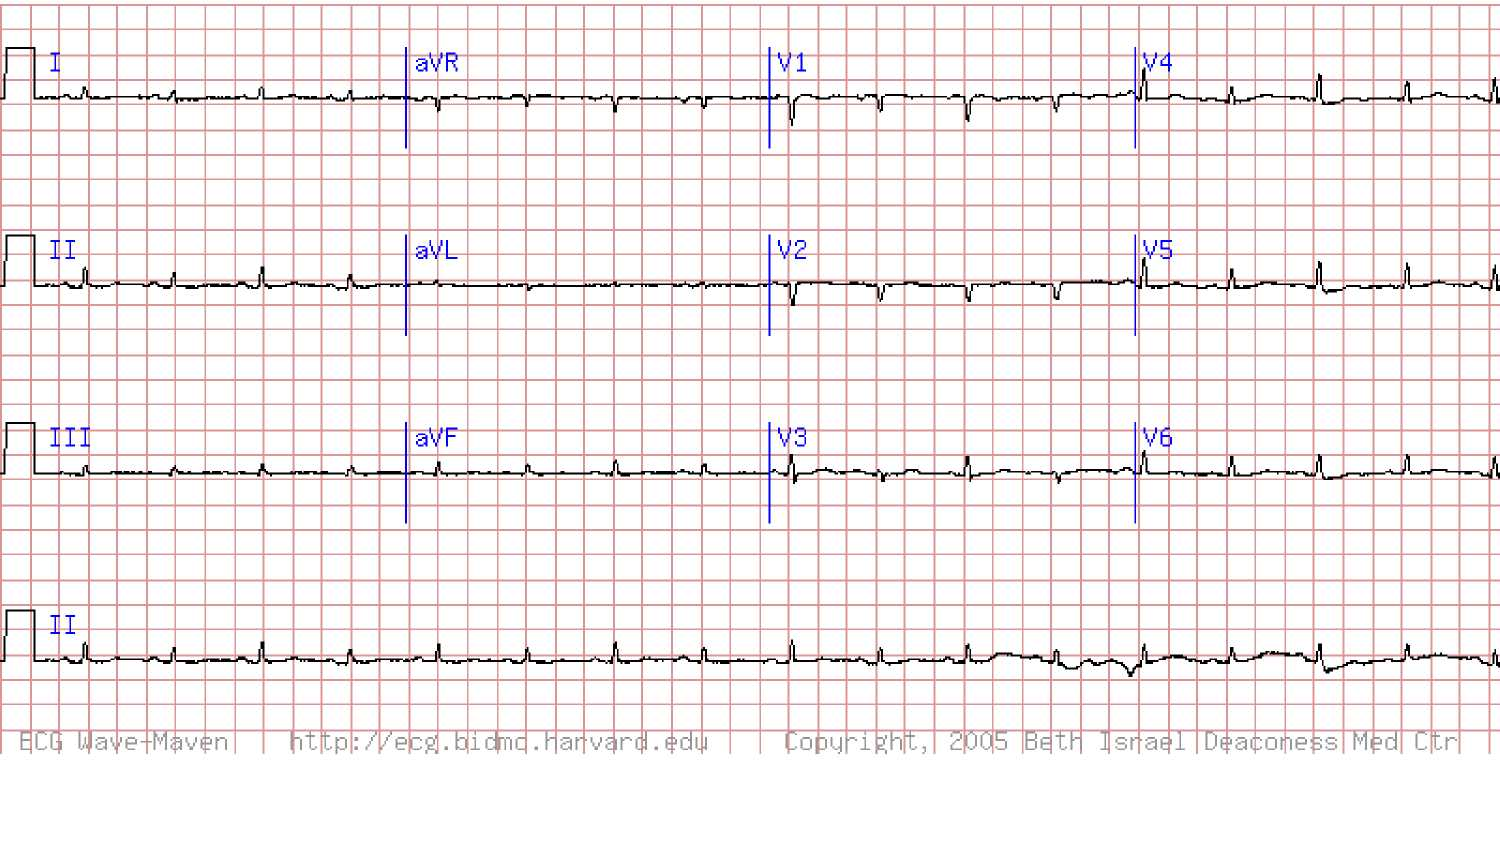 I aVR V1 V4
II aVL V2 V5
III aVF V3 V6
II
ECG Wave-Maven http://ecg.bidmc.harvard.edu Copyright, 2005 Beth Israel Deaconess Med Ctr